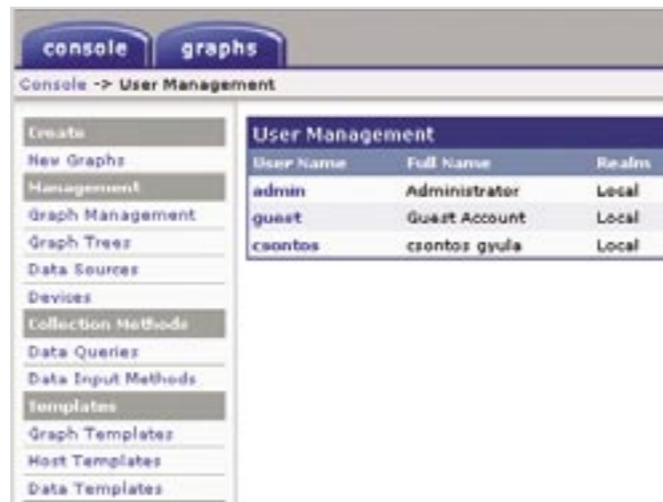 console graphs
Console -> User Management
Create
New Graphs
Management
Graph Management
Graph Trees
Data Sources
Devices
Collection Methods
Data Queries
Data Input Methods
Templates
Graph Templates
Host Templates
Data Templates
User Management
User Name Full Name Realm
admin Administrator Local
guest Guest Account Local
csontos csontos gyula Local